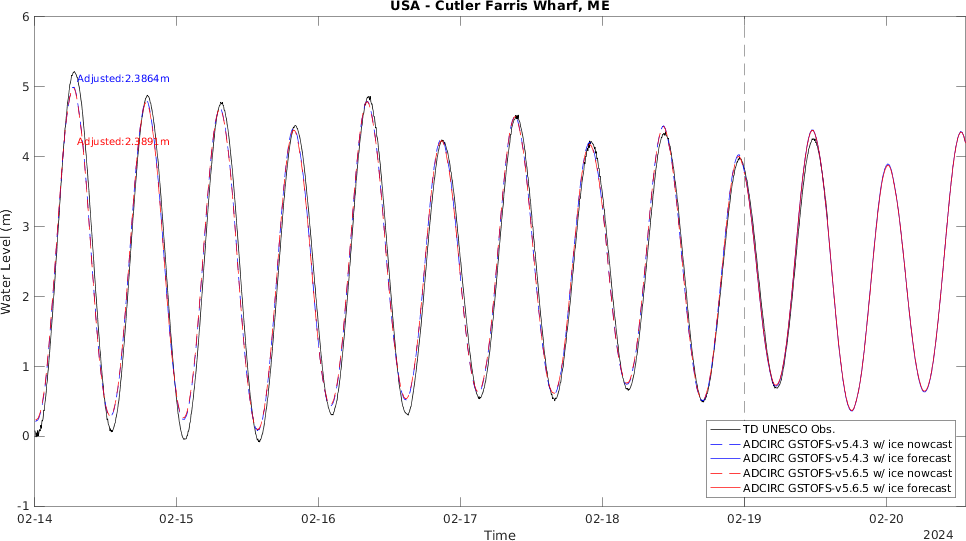 USA - Cutler Farris Wharf, ME
6
5
4
3
2
1
0
-1
Water Level (m)
Adjusted:2.3864m
Adjusted:2.3891m
TD UNESCO Obs.
ADCIRC GSTOFS-v5.4.3 w/ ice nowcast
ADCIRC GSTOFS-v5.4.3 w/ ice forecast
ADCIRC GSTOFS-v5.6.5 w/ ice nowcast
ADCIRC GSTOFS-v5.6.5 w/ ice forecast
02-14 02-15 02-16 02-17 02-18 02-19 02-20
Time
2024